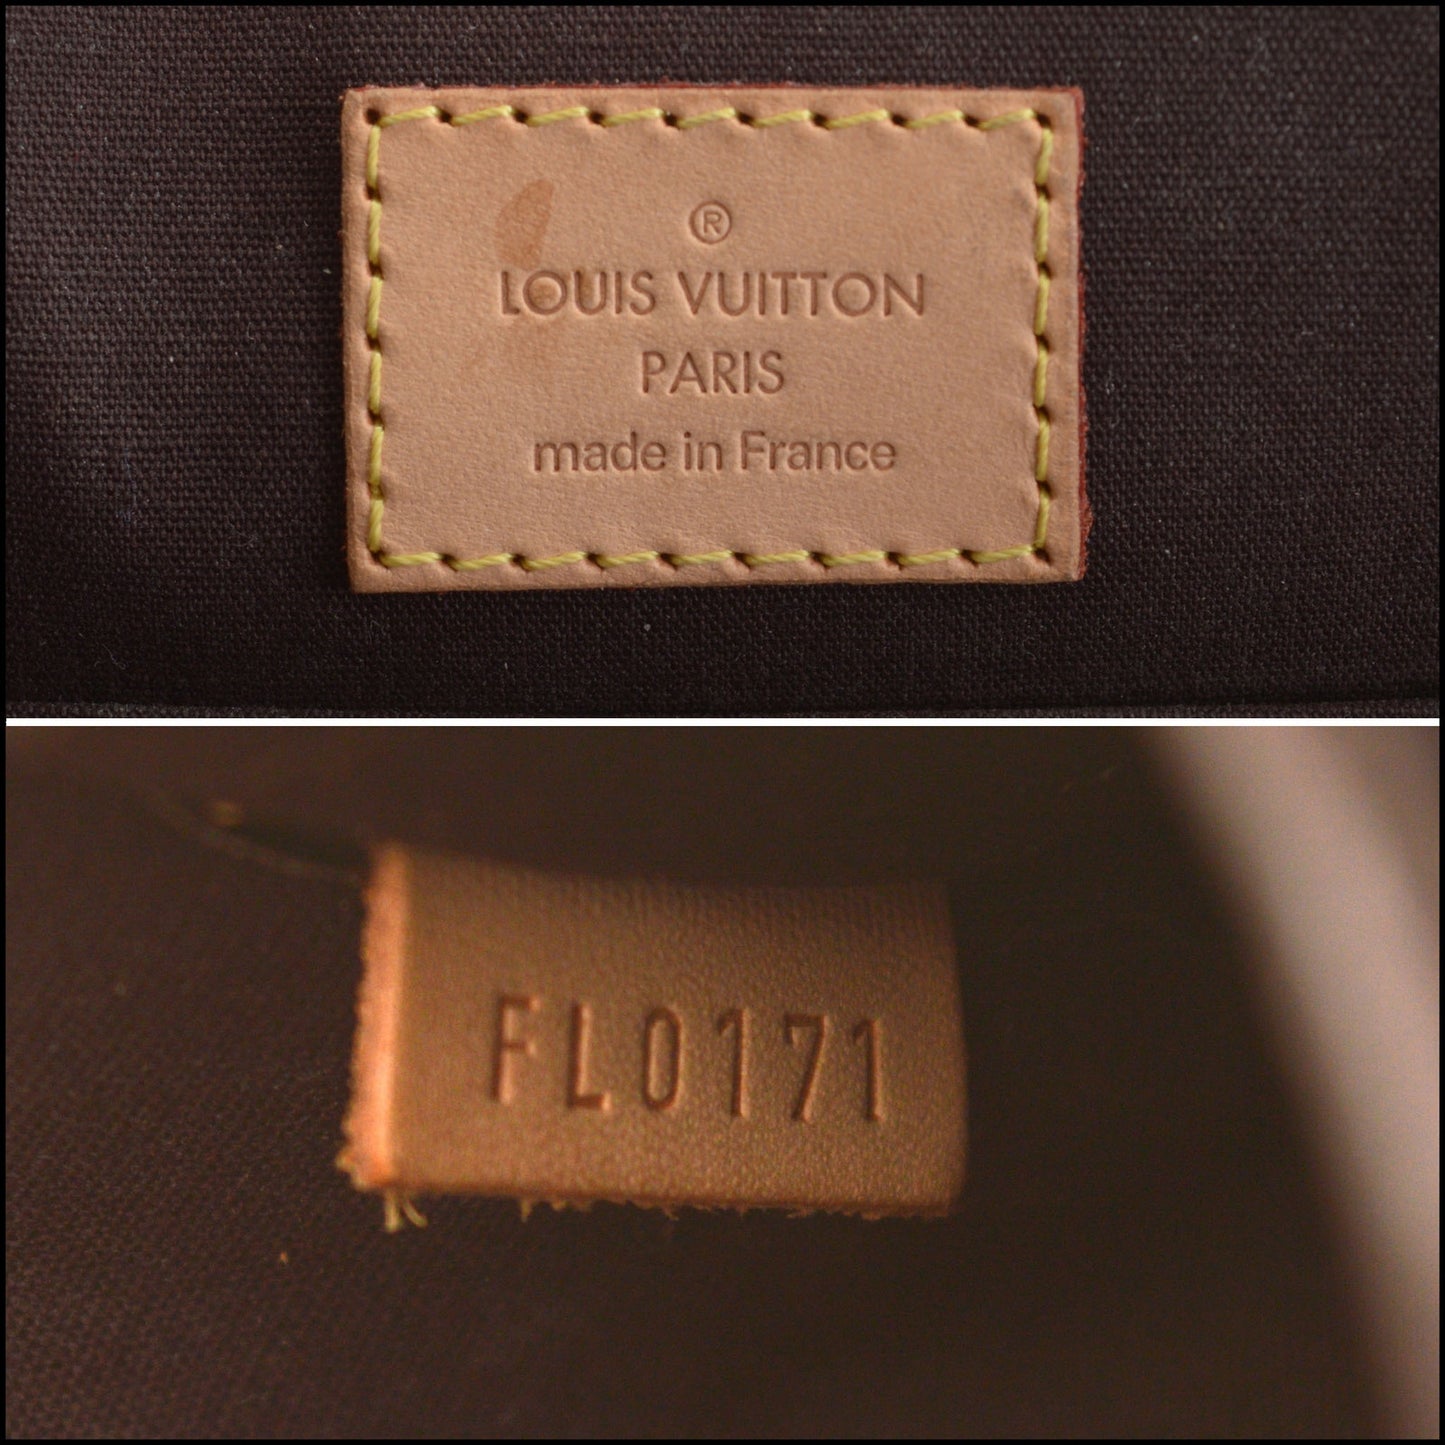 ®
LOUIS VUITTON
PARIS
made in France
FL0171